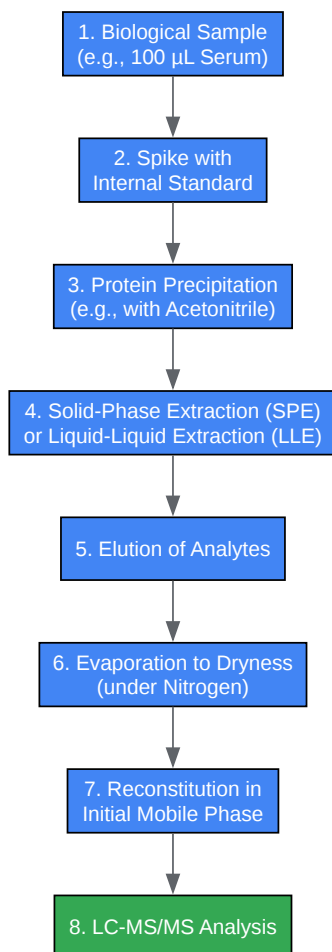 1. Biological Sample
(e.g., 100 µL Serum)
2. Spike with
Internal Standard
3. Protein Precipitation
(e.g., with Acetonitrile)
4. Solid-Phase Extraction (SPE)
or Liquid-Liquid Extraction (LLE)
5. Elution of Analytes
6. Evaporation to Dryness
(under Nitrogen)
7. Reconstitution in
Initial Mobile Phase
8. LC-MS/MS Analysis